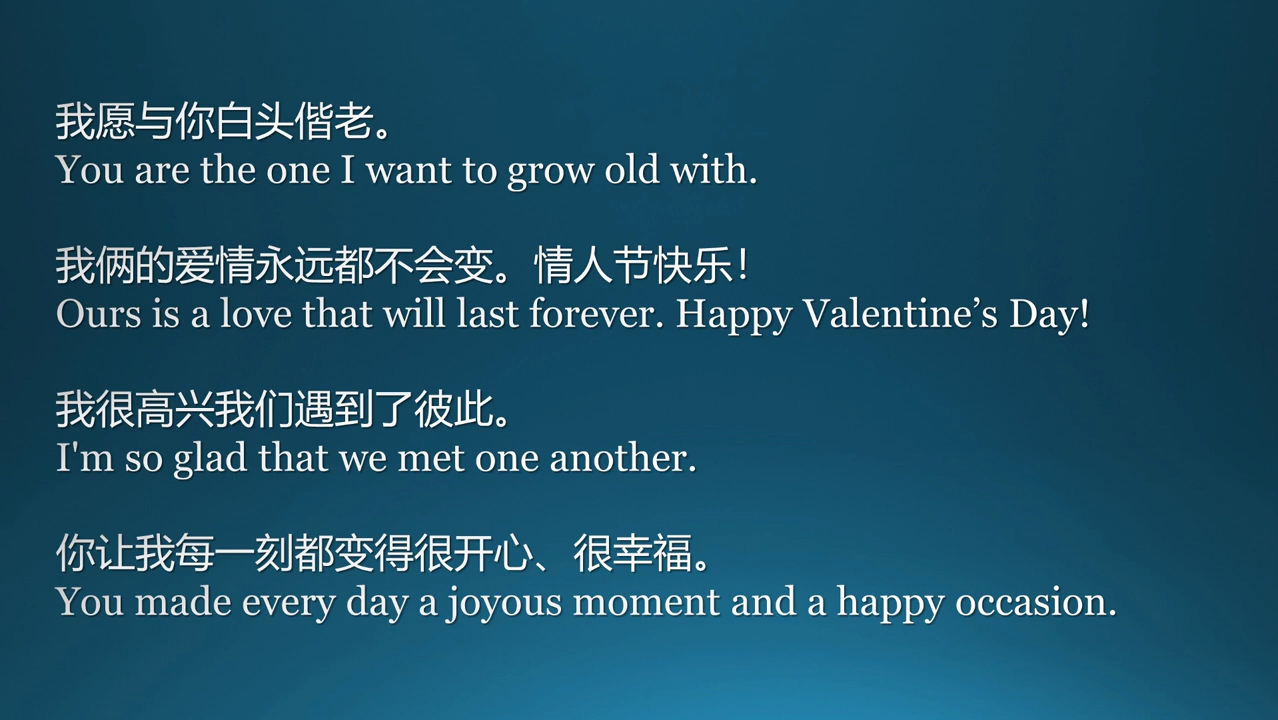 我愿与你白头偕老。
You are the one I want to grow old with.
我俩的爱情永远都不会变。情人节快乐！
Ours is a love that will last forever. Happy Valentine’s Day!
我很高兴我们遇到了彼此。
I'm so glad that we met one another.
你让我每一刻都变得很开心、很幸福。
You made every day a joyous moment and a happy occasion.